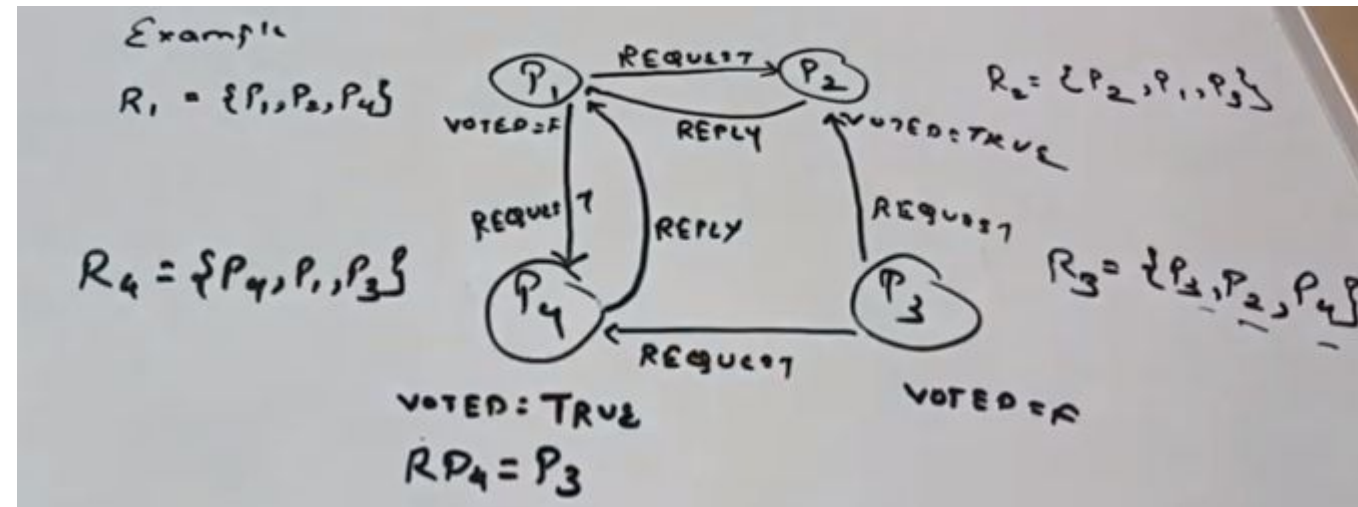 Example
R₁ = {P₁,P₂,P₄}
P₁
REQUEST
P₂
R₂= {P₂,P₁,P₃}
VOTED=F
REPLY
VOTED=TRUE
REQUEST
REPLY
REQUEST
R₄ = {P₄,P₁,P₃}
P₄
P₃
R₃= {P₃,P₂,P₄}
REQUEST
VOTED=TRUE
VOTED=F
RD₄= P₃